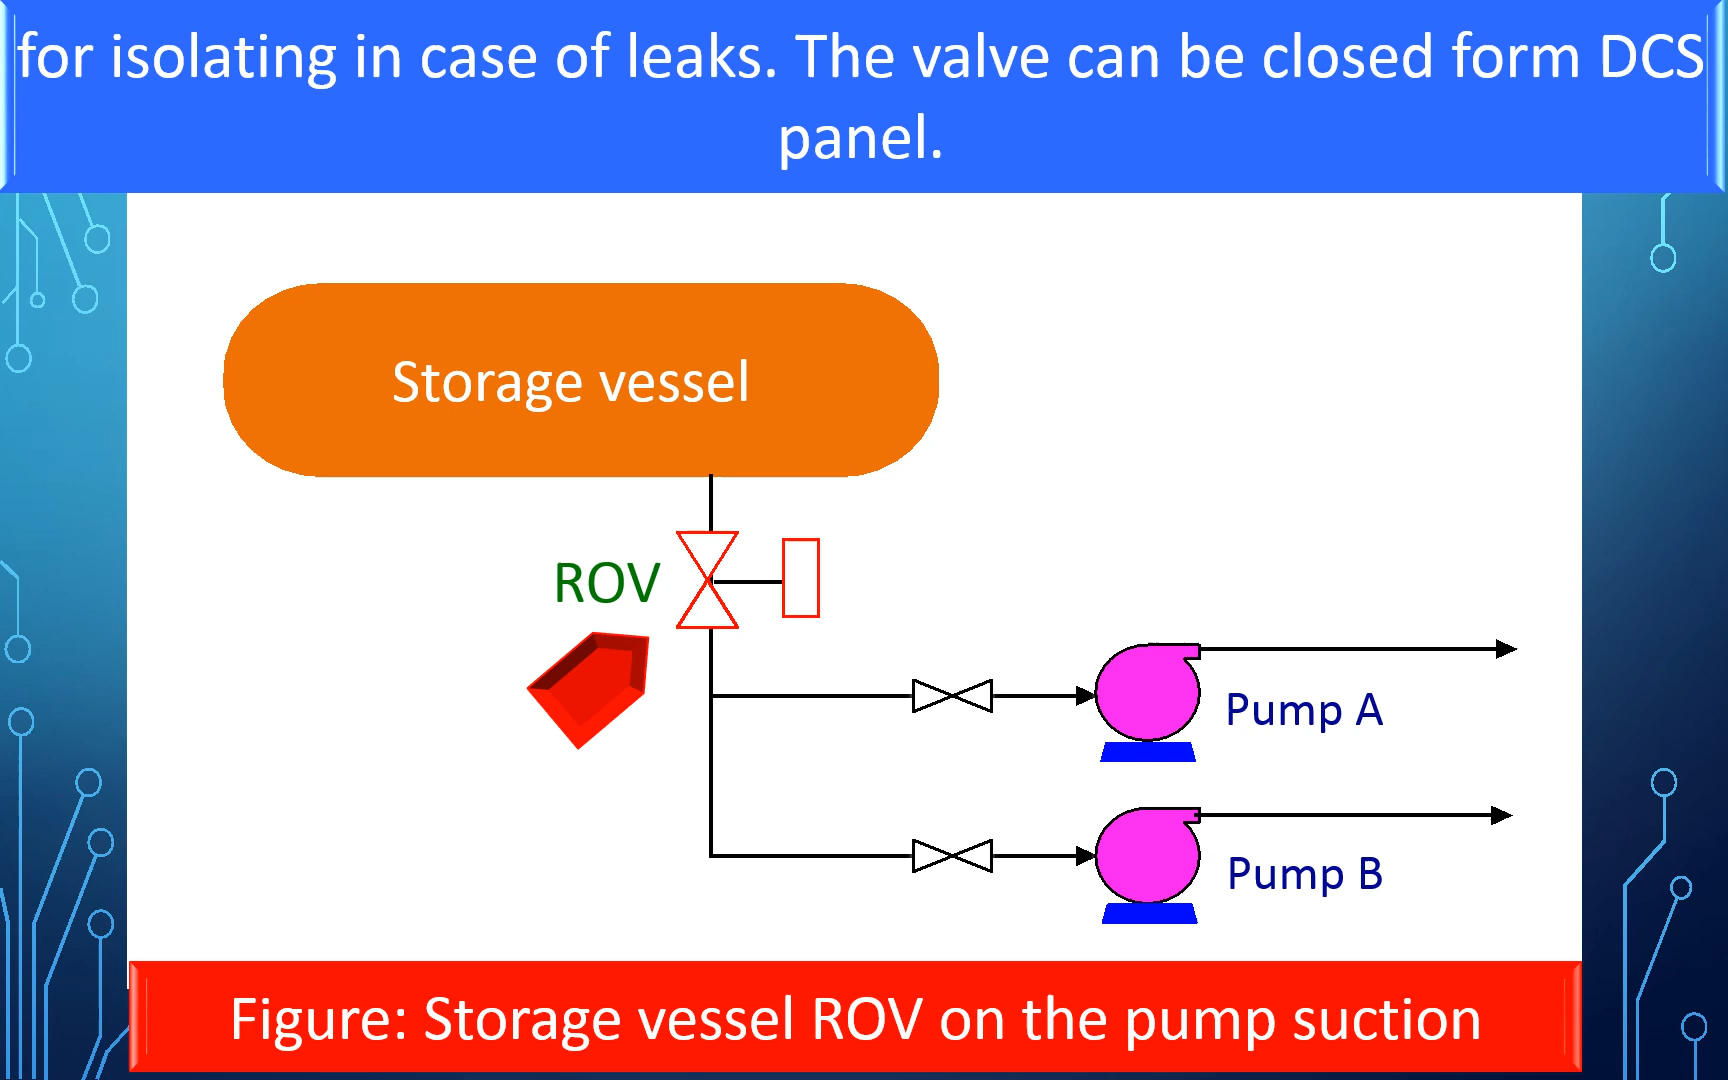 for isolating in case of leaks. The valve can be closed form DCS
panel.
Storage vessel
ROV
Pump A
Pump B
Figure: Storage vessel ROV on the pump suction